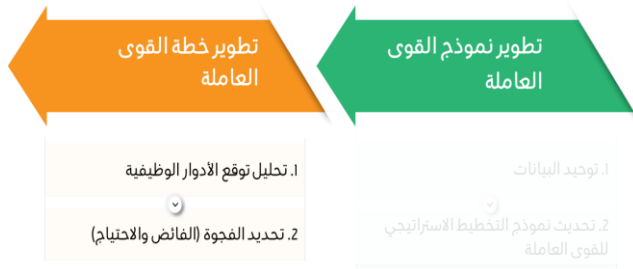 تطوير نموذج القوى
العاملة
1. توحيد البيانات
2. تحديث نموذج التخطيط الاستراتيجي
للقوى العاملة
تطوير خطة القوى
العاملة
1. تحليل توقع الأدوار الوظيفية
2. تحديد الفجوة (الفائض والاحتياج)